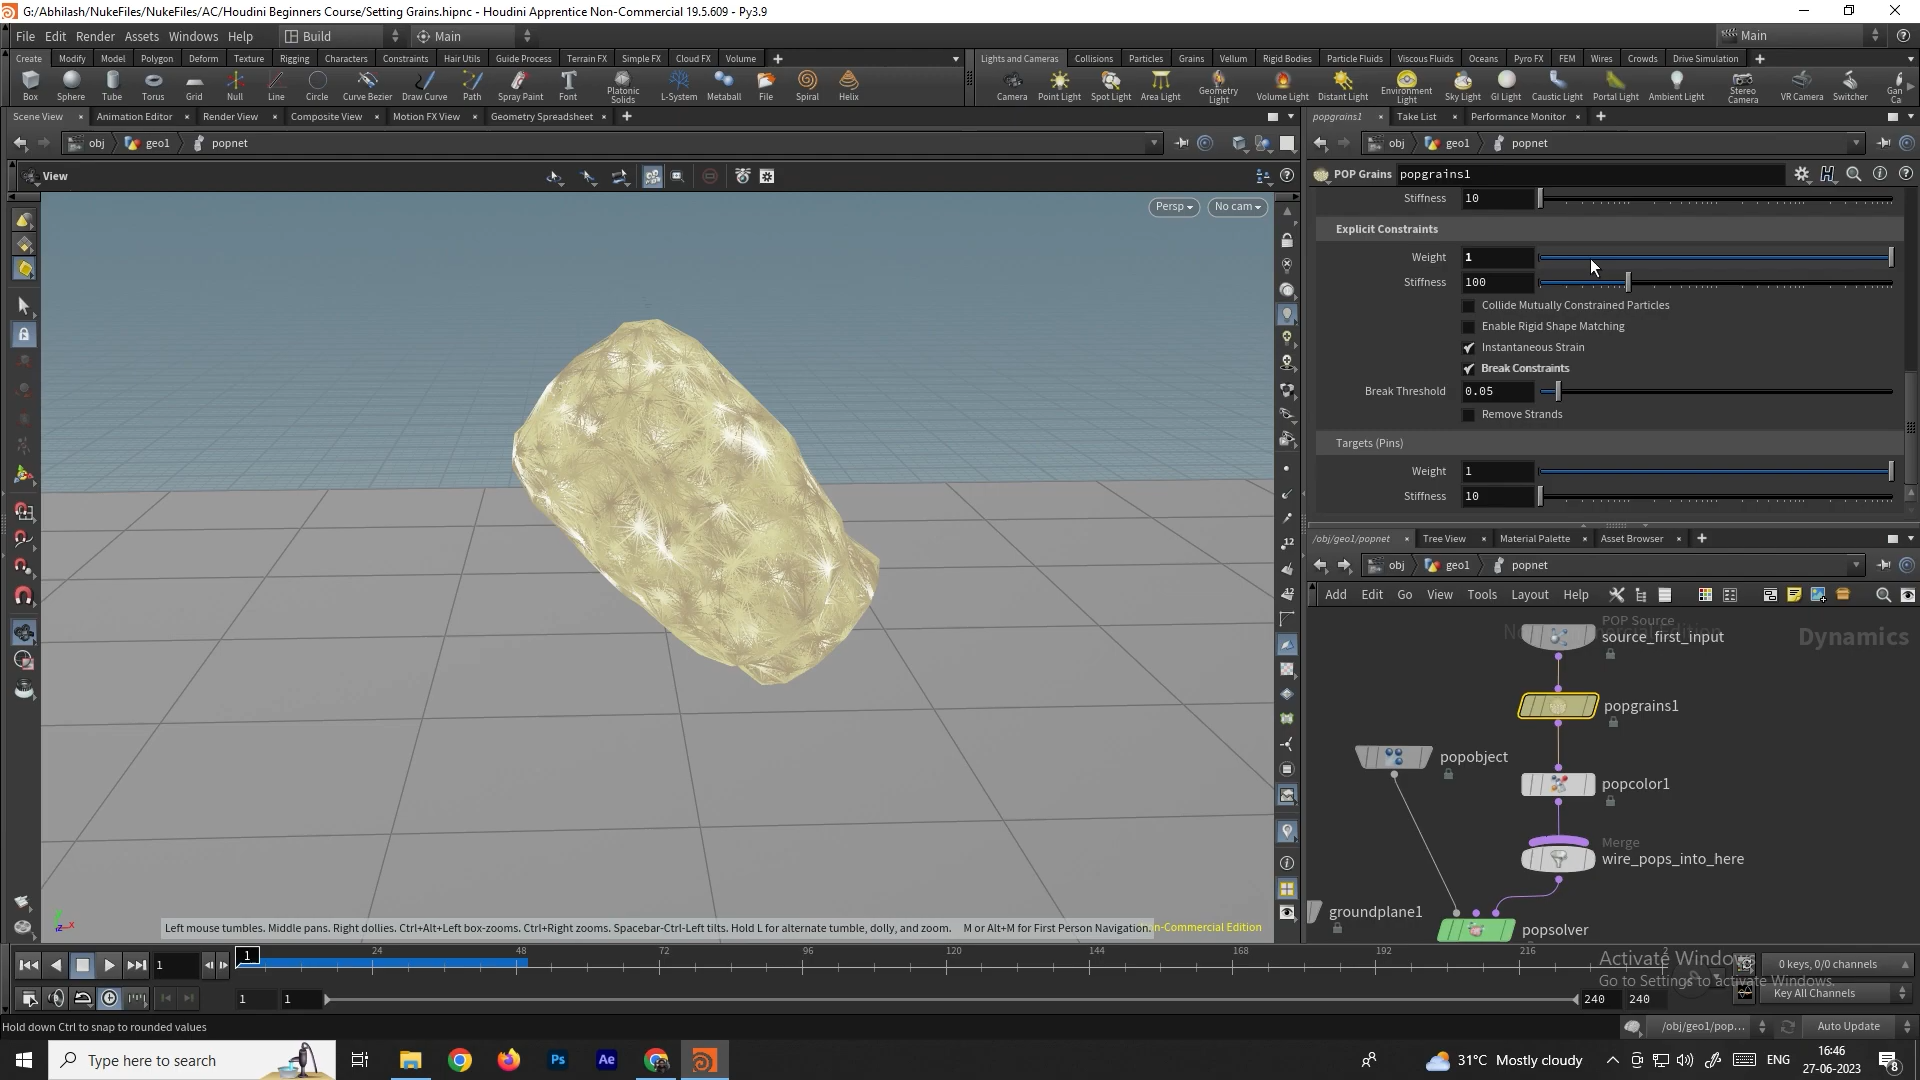 G:/Abhilash/NukeFiles/NukeFiles/AC/Houdini Beginners Course/Setting Grains.hipnc - Houdini Apprentice Non-Commercial 19.5.609 - Py3.9
File Edit Render Assets Windows Help Build Main Main
Create Modify Model Polygon Deform Texture Rigging Characters Constraints Hair Utils Guide Process Terrain FX Simple FX Cloud FX Volume
Lights and Cameras Collisions Particles Grains Vellum Rigid Bodies Particle Fluids Viscous Fluids Oceans Pyro FX FEM Wires Crowds Drive Simulation
Box Sphere Tube Torus Grid Null Line Circle Curve Bezier Draw Curve Path Spray Paint Font Platonic Solids L-System Metaball File Spiral Helix
Camera Point Light Spot Light Area Light Geometry Light Volume Light Distant Light Environment Light Sky Light GI Light Caustic Light Portal Light Ambient Light Stereo Camera VR Camera Switcher Gan Ca
Scene View Animation Editor Render View Composite View Motion FX View Geometry Spreadsheet
popgrains1 Take List Performance Monitor
obj geo1 popnet
obj geo1 popnet
View
POP Grains popgrains1
Persp No cam
Stiffness 10
Explicit Constraints
Weight 1
Stiffness 100
Collide Mutually Constrained Particles
Enable Rigid Shape Matching
Instantaneous Strain
Break Constraints
Break Threshold 0.05
Remove Strands
Targets (Pins)
Weight 1
Stiffness 10
/obj/geo1/popnet Tree View Material Palette Asset Browser
obj geo1 popnet
Add Edit Go View Tools Layout Help
POP Source
source_first_input
Dynamics
popgrains1
popobject
popcolor1
Merge
wire_pops_into_here
groundplane1
popsolver
Left mouse tumbles. Middle pans. Right dollies. Ctrl+Alt+Left box-zooms. Ctrl+Right zooms. Spacebar-Ctrl-Left tilts. Hold L for alternate tumble, dolly, and zoom. M or Alt+M for First Person Navigation.
n-Commercial Edition
1 1 24 48 72 96 120 144 168 192 216 2
Activate Windows
Go to Settings to activate Windows.
0 keys, 0/0 channels
1 1 240 240
Key All Channels
Hold down Ctrl to snap to rounded values
/obj/geo1/pop... Auto Update
Type here to search
Ps Ae
31°C Mostly cloudy
ENG
16:46
27-06-2023
8